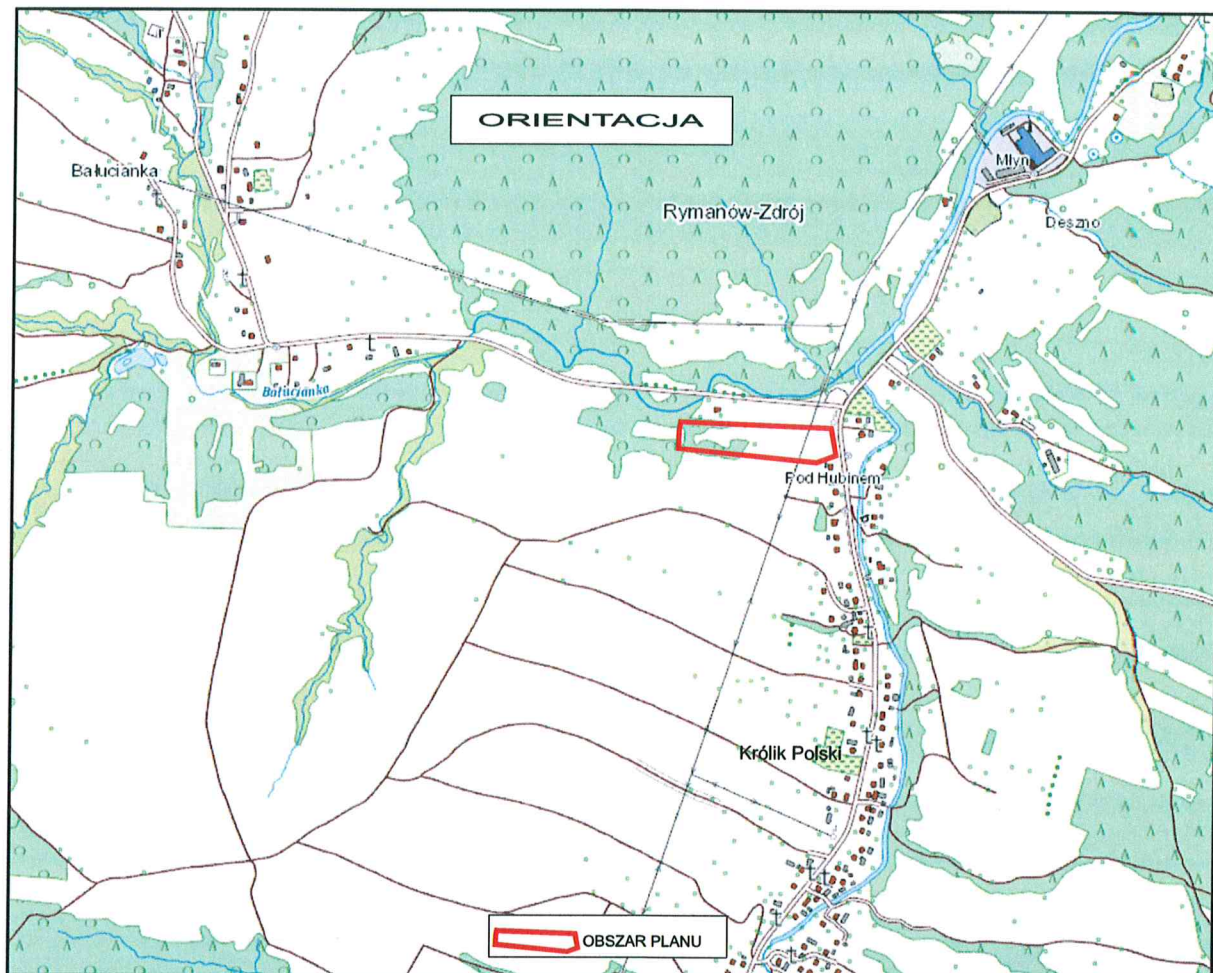 ORIENTACJA
Młyn
Bałucianka
Rymanów-Zdrój
Deszno
Bałucianka
Pod Hubinem
Królik Polski
OBSZAR PLANU